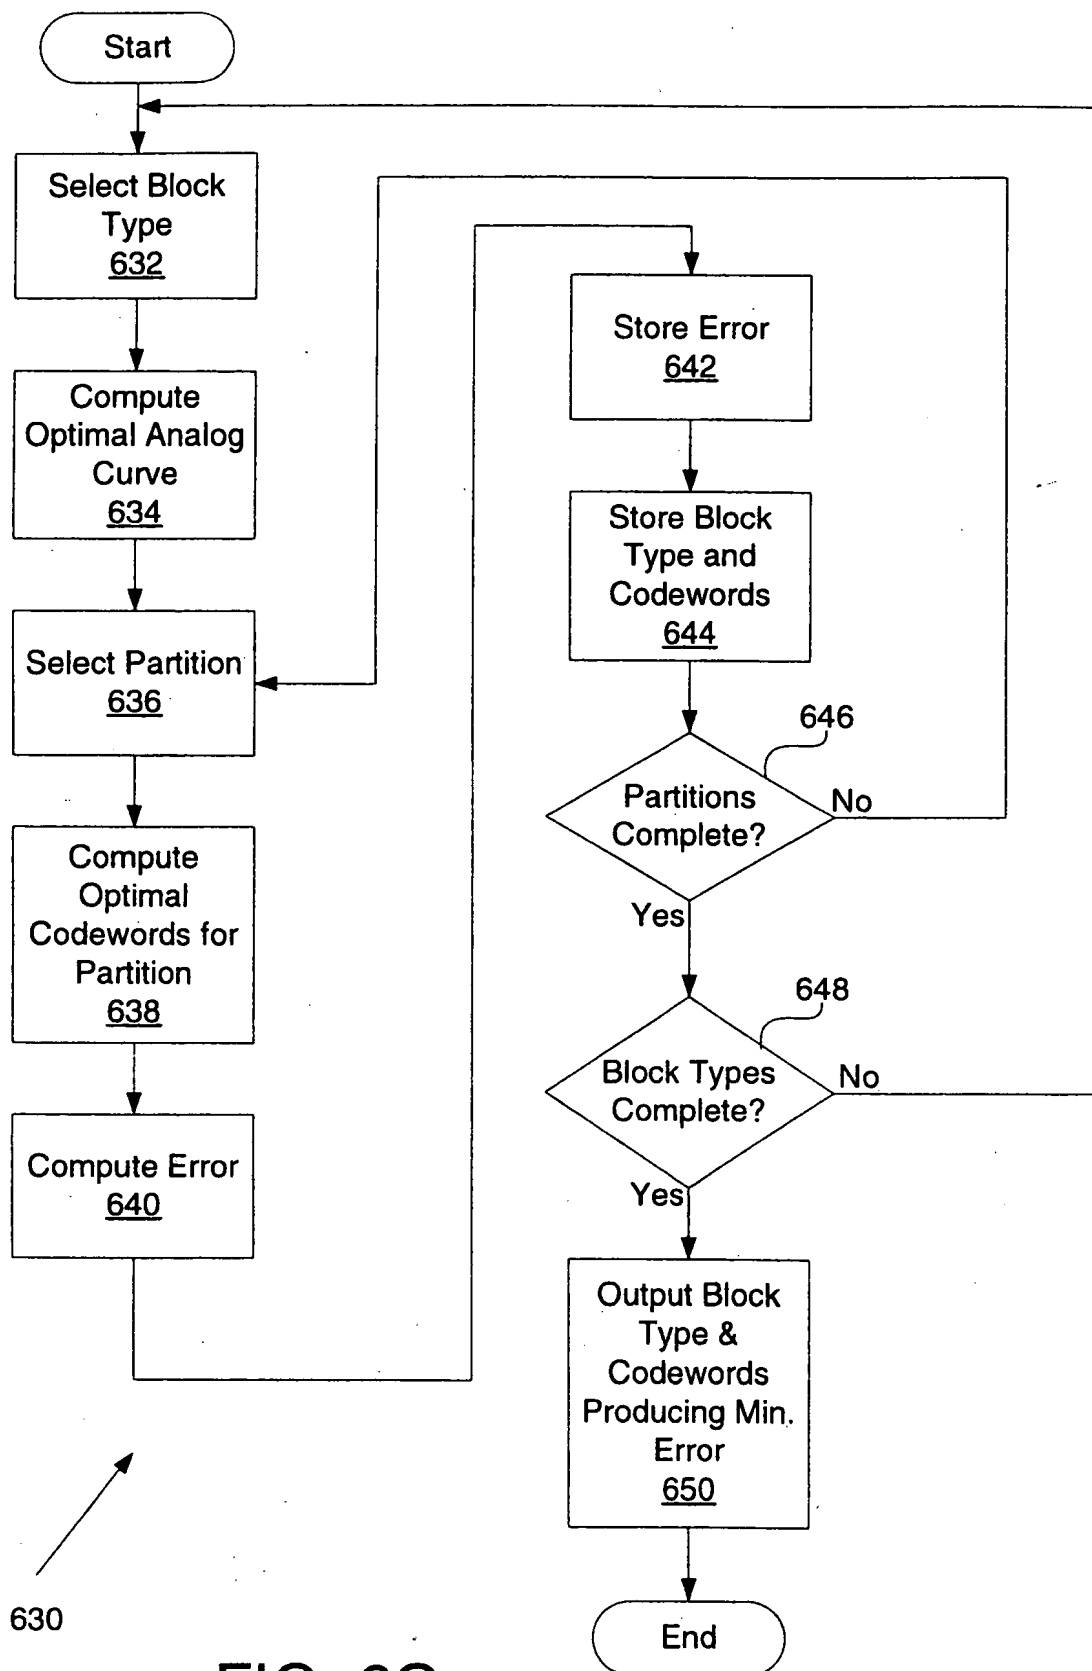 Start
Select Block
Type
632
Compute
Optimal Analog
Curve
634
Select Partition
636
Compute
Optimal
Codewords for
Partition
638
Compute Error
640
Store Error
642
Store Block
Type and
Codewords
644
646
Partitions
Complete?
No
Yes
648
Block Types
Complete?
No
Yes
Output Block
Type &
Codewords
Producing Min.
Error
650
End
630